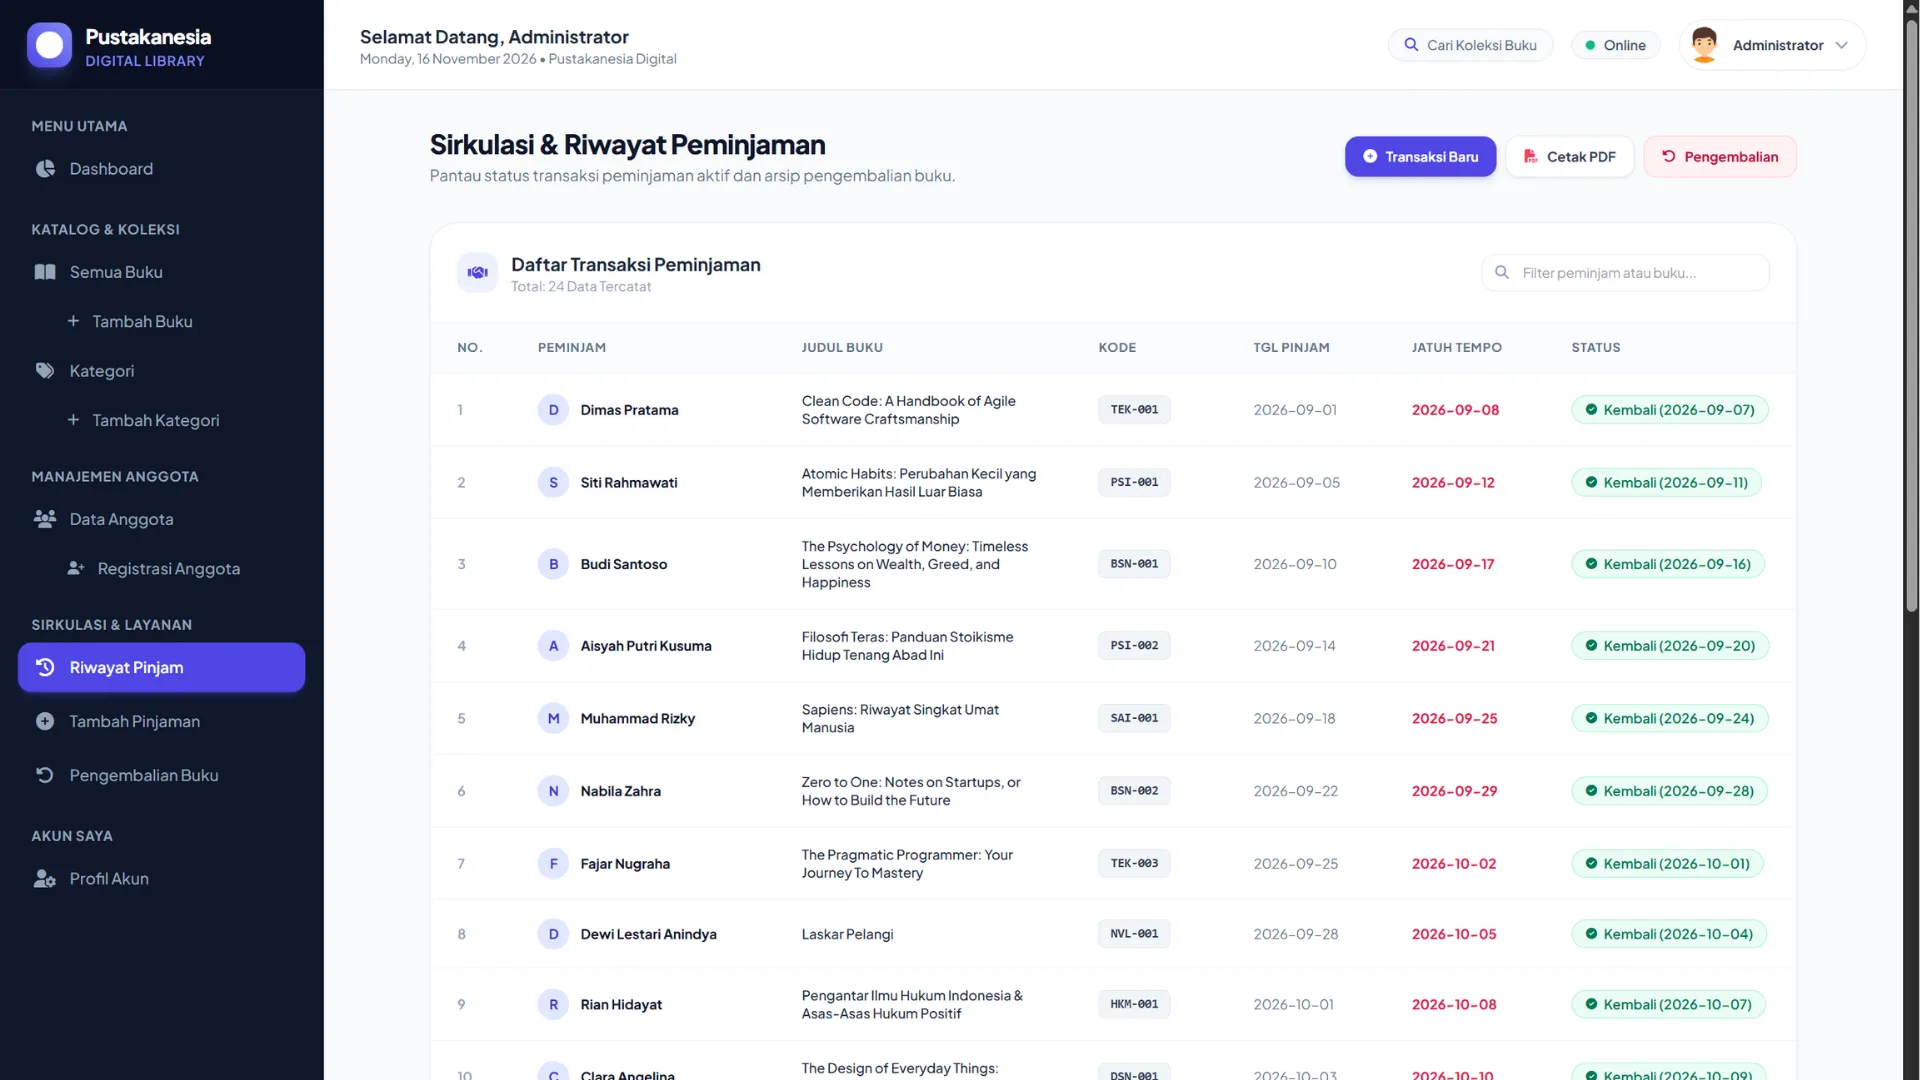 Pustakanesia
DIGITAL LIBRARY
MENU UTAMA
Dashboard
KATALOG & KOLEKSI
Semua Buku
+ Tambah Buku
Kategori
+ Tambah Kategori
MANAJEMEN ANGGOTA
Data Anggota
Registrasi Anggota
SIRKULASI & LAYANAN
Riwayat Pinjam
Tambah Pinjaman
Pengembalian Buku
AKUN SAYA
Profil Akun
Selamat Datang, Administrator
Monday, 16 November 2026 • Pustakanesia Digital
Cari Koleksi Buku
Online
Administrator
Sirkulasi & Riwayat Peminjaman
Pantau status transaksi peminjaman aktif dan arsip pengembalian buku.
Transaksi Baru
Cetak PDF
Pengembalian
Daftar Transaksi Peminjaman
Total: 24 Data Tercatat
Filter peminjam atau buku...
NO. PEMINJAM JUDUL BUKU KODE TGL PINJAM JATUH TEMPO STATUS
1 D Dimas Pratama Clean Code: A Handbook of Agile
Software Craftsmanship TEK-001 2026-09-01 2026-09-08 Kembali (2026-09-07)
2 S Siti Rahmawati Atomic Habits: Perubahan Kecil yang
Memberikan Hasil Luar Biasa PSI-001 2026-09-05 2026-09-12 Kembali (2026-09-11)
3 B Budi Santoso The Psychology of Money: Timeless
Lessons on Wealth, Greed, and
Happiness BSN-001 2026-09-10 2026-09-17 Kembali (2026-09-16)
4 A Aisyah Putri Kusuma Filosofi Teras: Panduan Stoikisme
Hidup Tenang Abad Ini PSI-002 2026-09-14 2026-09-21 Kembali (2026-09-20)
5 M Muhammad Rizky Sapiens: Riwayat Singkat Umat
Manusia SAI-001 2026-09-18 2026-09-25 Kembali (2026-09-24)
6 N Nabila Zahra Zero to One: Notes on Startups, or
How to Build the Future BSN-002 2026-09-22 2026-09-29 Kembali (2026-09-28)
7 F Fajar Nugraha The Pragmatic Programmer: Your
Journey To Mastery TEK-003 2026-09-25 2026-10-02 Kembali (2026-10-01)
8 D Dewi Lestari Anindya Laskar Pelangi NVL-001 2026-09-28 2026-10-05 Kembali (2026-10-04)
9 R Rian Hidayat Pengantar Ilmu Hukum Indonesia &
Asas-Asas Hukum Positif HKM-001 2026-10-01 2026-10-08 Kembali (2026-10-07)
10 C Clara Angelina The Design of Everyday Things: DSN-001 2026-10-03 2026-10-10 Kembali (2026-10-09)